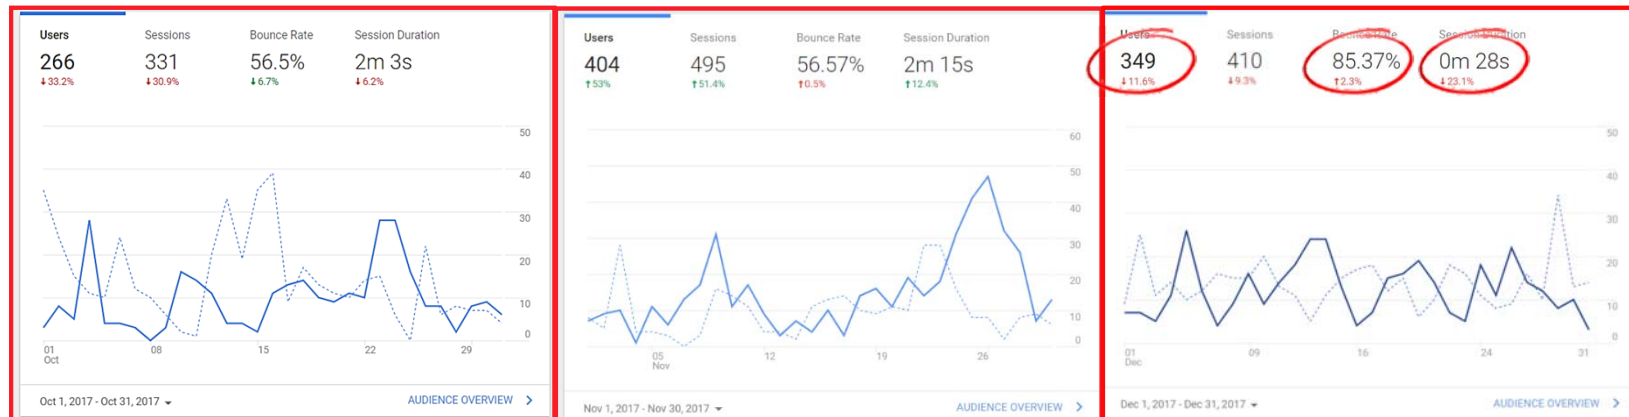 Users Sessions Bounce Rate Session Duration
266 331 56.5% 2m 3s
↓33.2% ↓30.9% ↓6.7% ↓6.2%
50
40
30
20
10
0
01 08 15 22 29
Oct
Oct 1, 2017 - Oct 31, 2017 AUDIENCE OVERVIEW
Users Sessions Bounce Rate Session Duration
404 495 56.57% 2m 15s
↑53% ↑51.4% ↑0.5% ↑12.4%
60
50
40
30
20
10
0
05 12 19 26
Nov
Nov 1, 2017 - Nov 30, 2017 AUDIENCE OVERVIEW
Users Sessions Bounce Rate Session Duration
349 410 85.37% 0m 28s
↓11.6% ↓9.3% ↑2.3% ↓23.1%
50
40
30
20
10
0
01 09 16 24 31
Dec
Dec 1, 2017 - Dec 31, 2017 AUDIENCE OVERVIEW